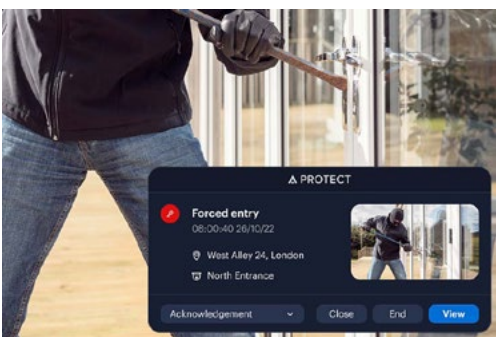 PROTECT
Forced entry
08:00:40 26/10/22
West Alley 24, London
North Entrance
Acknowledgement
Close
End
View